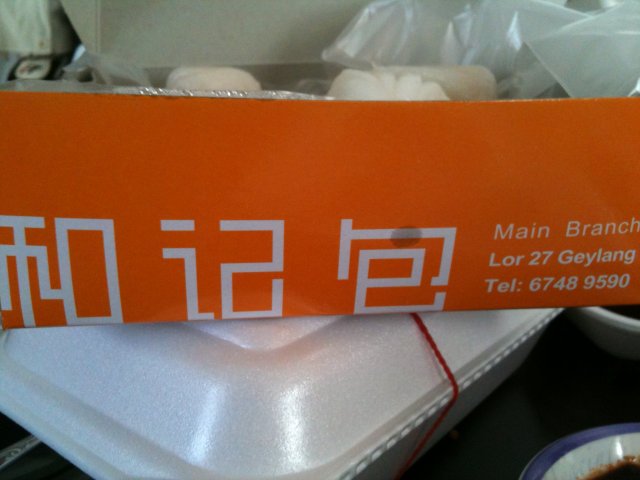 和记包
Main Branch
Lor 27 Geylang
Tel: 6748 9590